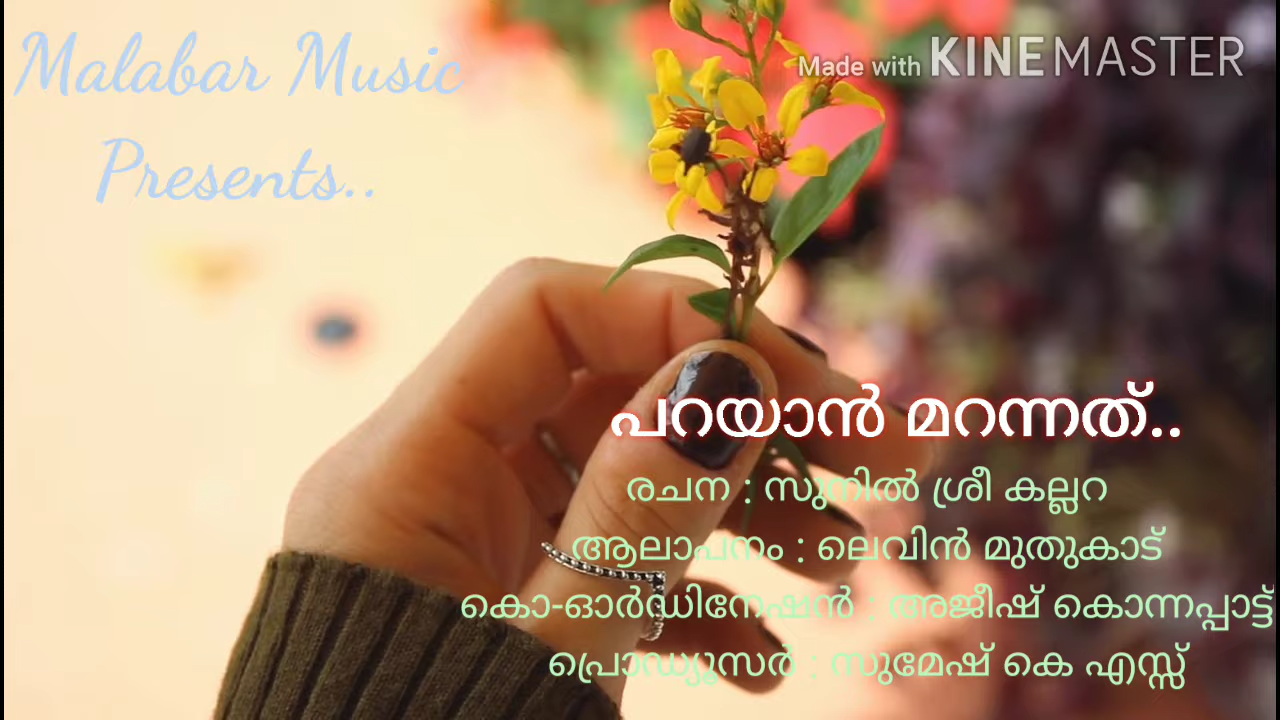 Malabar Music
Presents..
Made with KINEMASTER
പറയാൻ മറന്നത്..
രചന : സുനിൽ ശ്രീ കല്ലറ
ആലാപനം : ലെവിൻ മുതുകാട്
കൊ-ഓർഡിനേഷൻ : അജീഷ് കൊന്നപ്പാട്ട്
പ്രൊഡ്യൂസർ : സുമേഷ് കെ എസ്സ്